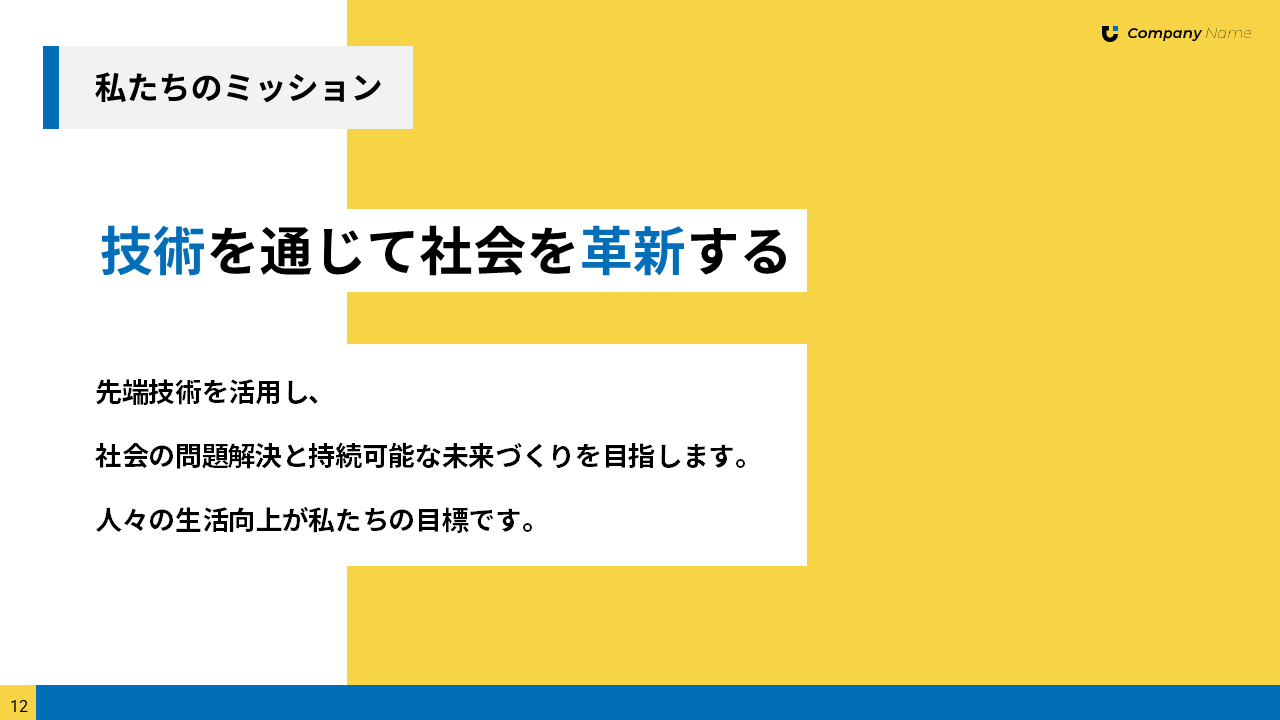 Company Name
私たちのミッション
技術を通じて社会を革新する
先端技術を活用し、
社会の問題解決と持続可能な未来づくりを目指します。
人々の生活向上が私たちの目標です。
12